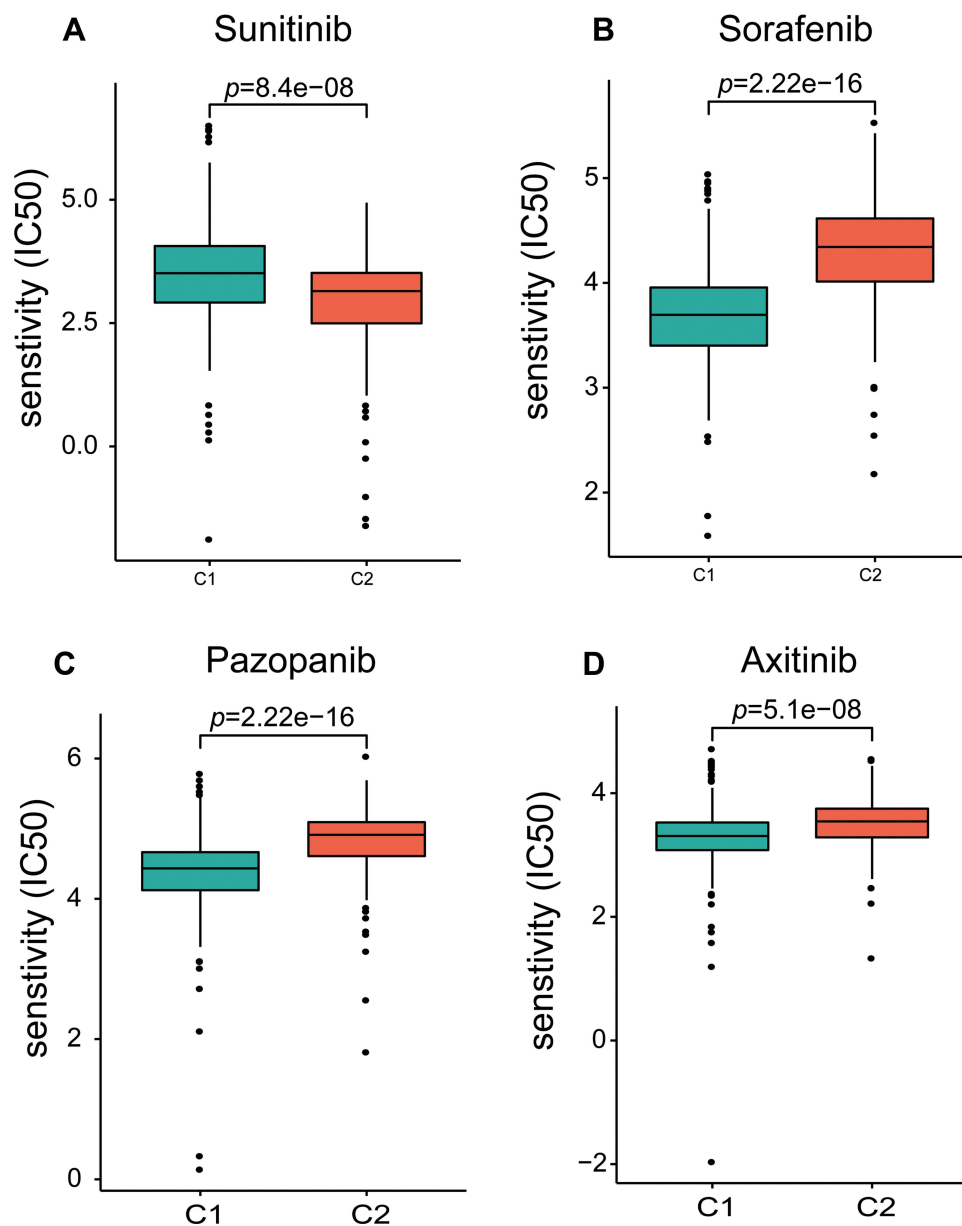 A Sunitinib
p=8.4e−08
senstivity (IC50)
5.0
2.5
0.0
C1 C2
B Sorafenib
p=2.22e−16
senstivity (IC50)
5
4
3
2
C1 C2
C Pazopanib
p=2.22e−16
senstivity (IC50)
6
4
2
0
C1 C2
D Axitinib
p=5.1e−08
senstivity (IC50)
4
2
0
−2
C1 C2